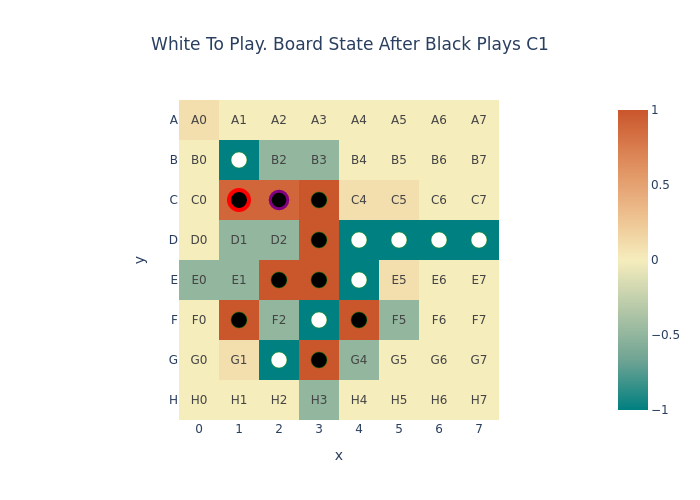 White To Play. Board State After Black Plays C1
A A0 A1 A2 A3 A4 A5 A6 A7
B B0 B2 B3 B4 B5 B6 B7
C C0 C4 C5 C6 C7
D D0 D1 D2
E E0 E1 E5 E6 E7
F F0 F2 F5 F6 F7
G G0 G1 G4 G5 G6 G7
H H0 H1 H2 H3 H4 H5 H6 H7
0 1 2 3 4 5 6 7
x
y
1
0.5
0
−0.5
−1